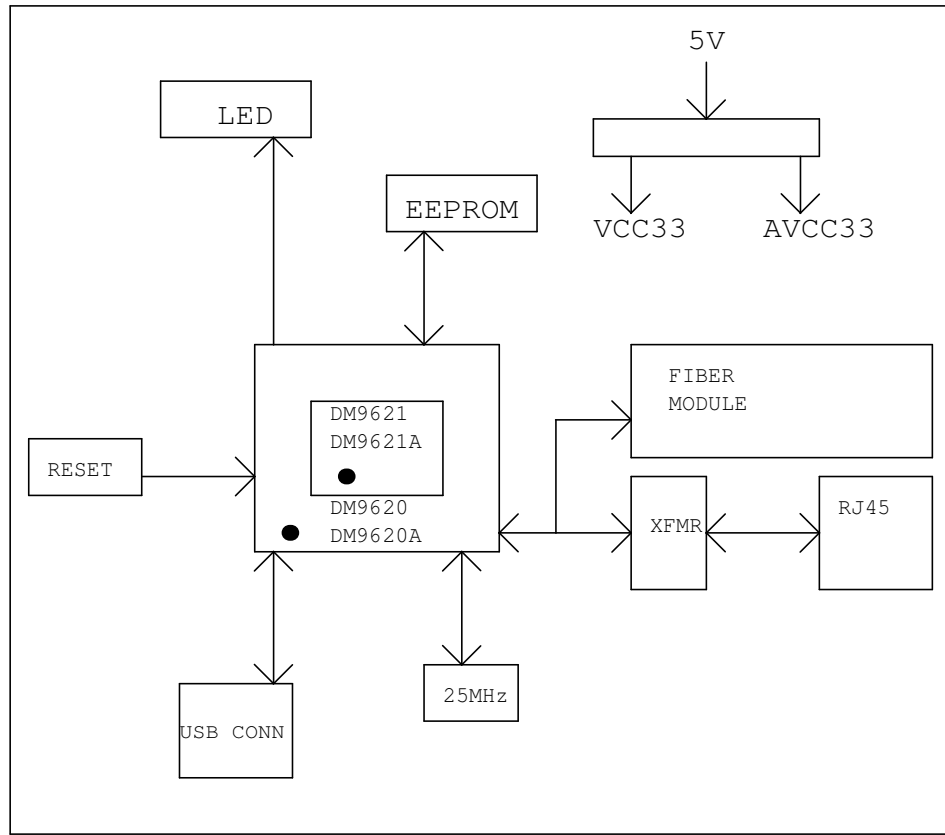 5V
LED
EEPROM
VCC33 AVCC33
FIBER
MODULE
DM9621
DM9621A
RESET
DM9620
DM9620A
XFMR
RJ45
25MHz
USB CONN